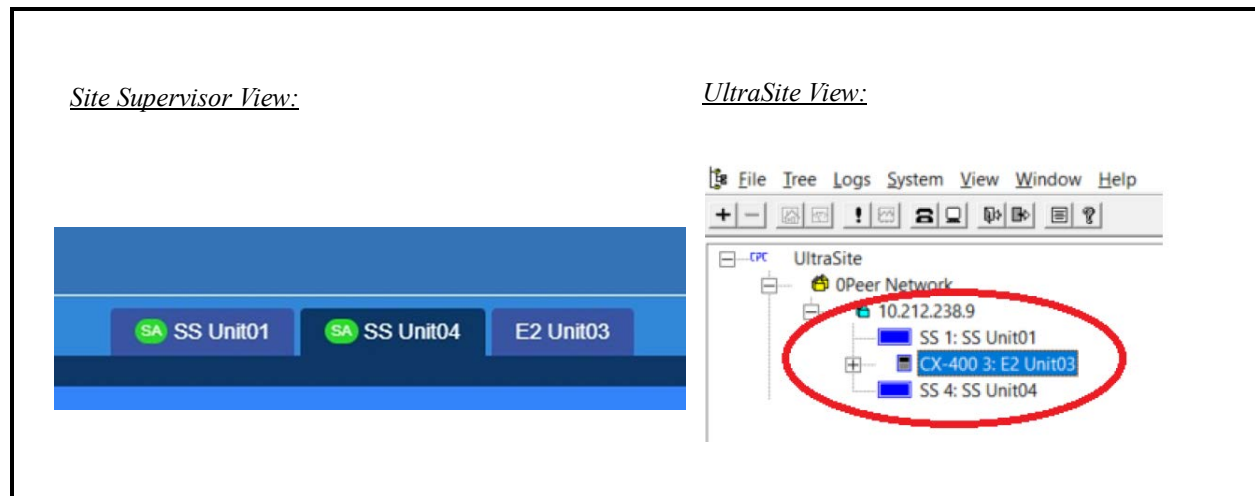 Site Supervisor View:
UltraSite View:
File Tree Logs System View Window Help
CPC UltraSite
0Peer Network
10.212.238.9
SS 1: SS Unit01
CX-400 3: E2 Unit03
SS 4: SS Unit04
SA SS Unit01 SA SS Unit04 E2 Unit03